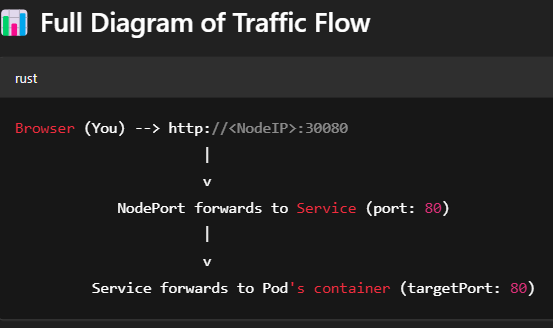 📊 Full Diagram of Traffic Flow
rust
Browser (You) --> http://<NodeIP>:30080
|
v
NodePort forwards to Service (port: 80)
|
v
Service forwards to Pod's container (targetPort: 80)